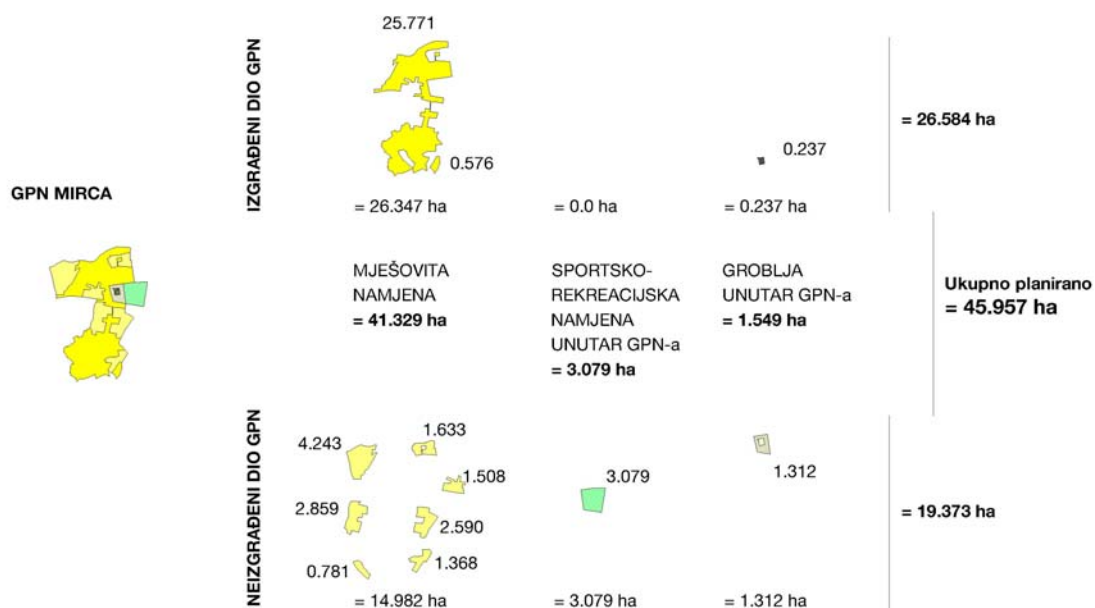 25.771
IZGRAĐENI DIO GPN
= 26.584 ha
0.237
0.576
GPN MIRCA
= 26.347 ha
= 0.0 ha
= 0.237 ha
MJEŠOVITA
NAMJENA
= 41.329 ha
SPORTSKO-
REKREACIJSKA
NAMJENA
UNUTAR GPN-a
= 3.079 ha
GROBLJA
UNUTAR GPN-a
= 1.549 ha
Ukupno planirano
= 45.957 ha
NEIZGRAĐENI DIO GPN
4.243
1.633
1.508
2.859
2.590
0.781
1.368
3.079
1.312
= 19.373 ha
= 14.982 ha
= 3.079 ha
= 1.312 ha